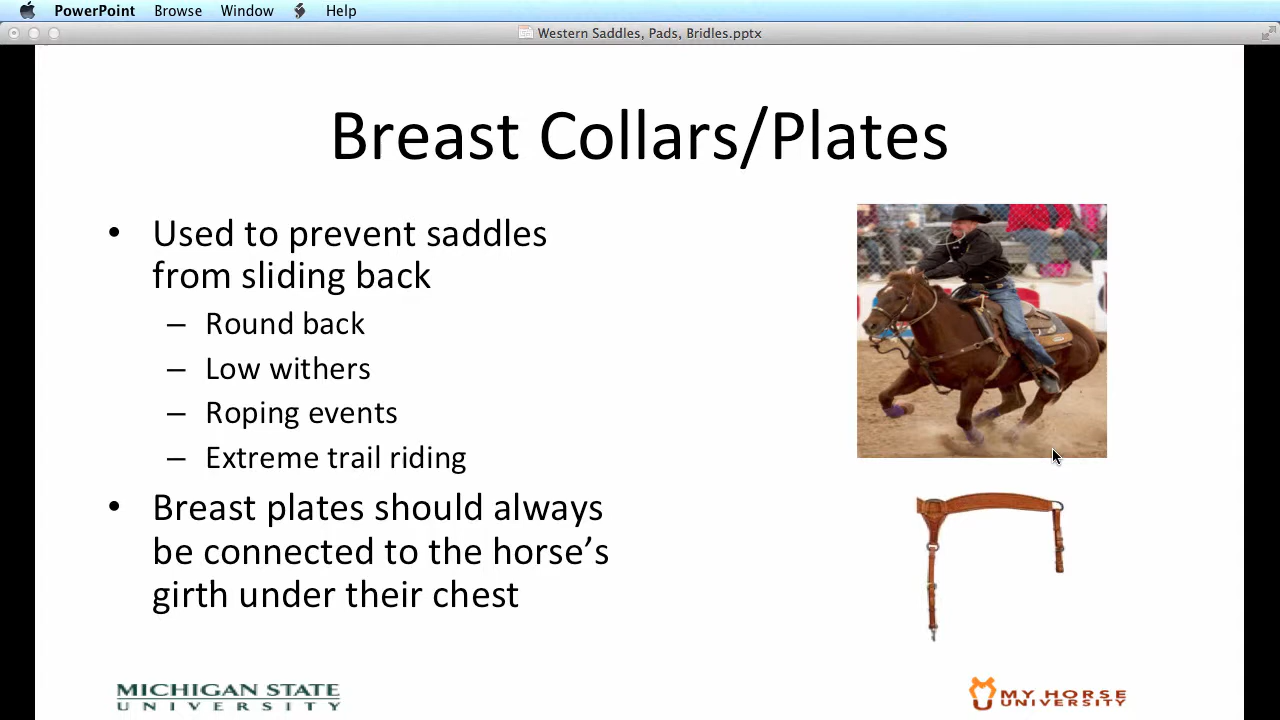 PowerPoint Browse Window Help
Western Saddles, Pads, Bridles.pptx
Breast Collars/Plates
• Used to prevent saddles
from sliding back
– Round back
– Low withers
– Roping events
– Extreme trail riding
• Breast plates should always
be connected to the horse’s
girth under their chest
MICHIGAN STATE
UNIVERSITY
MY HORSE
UNIVERSITY